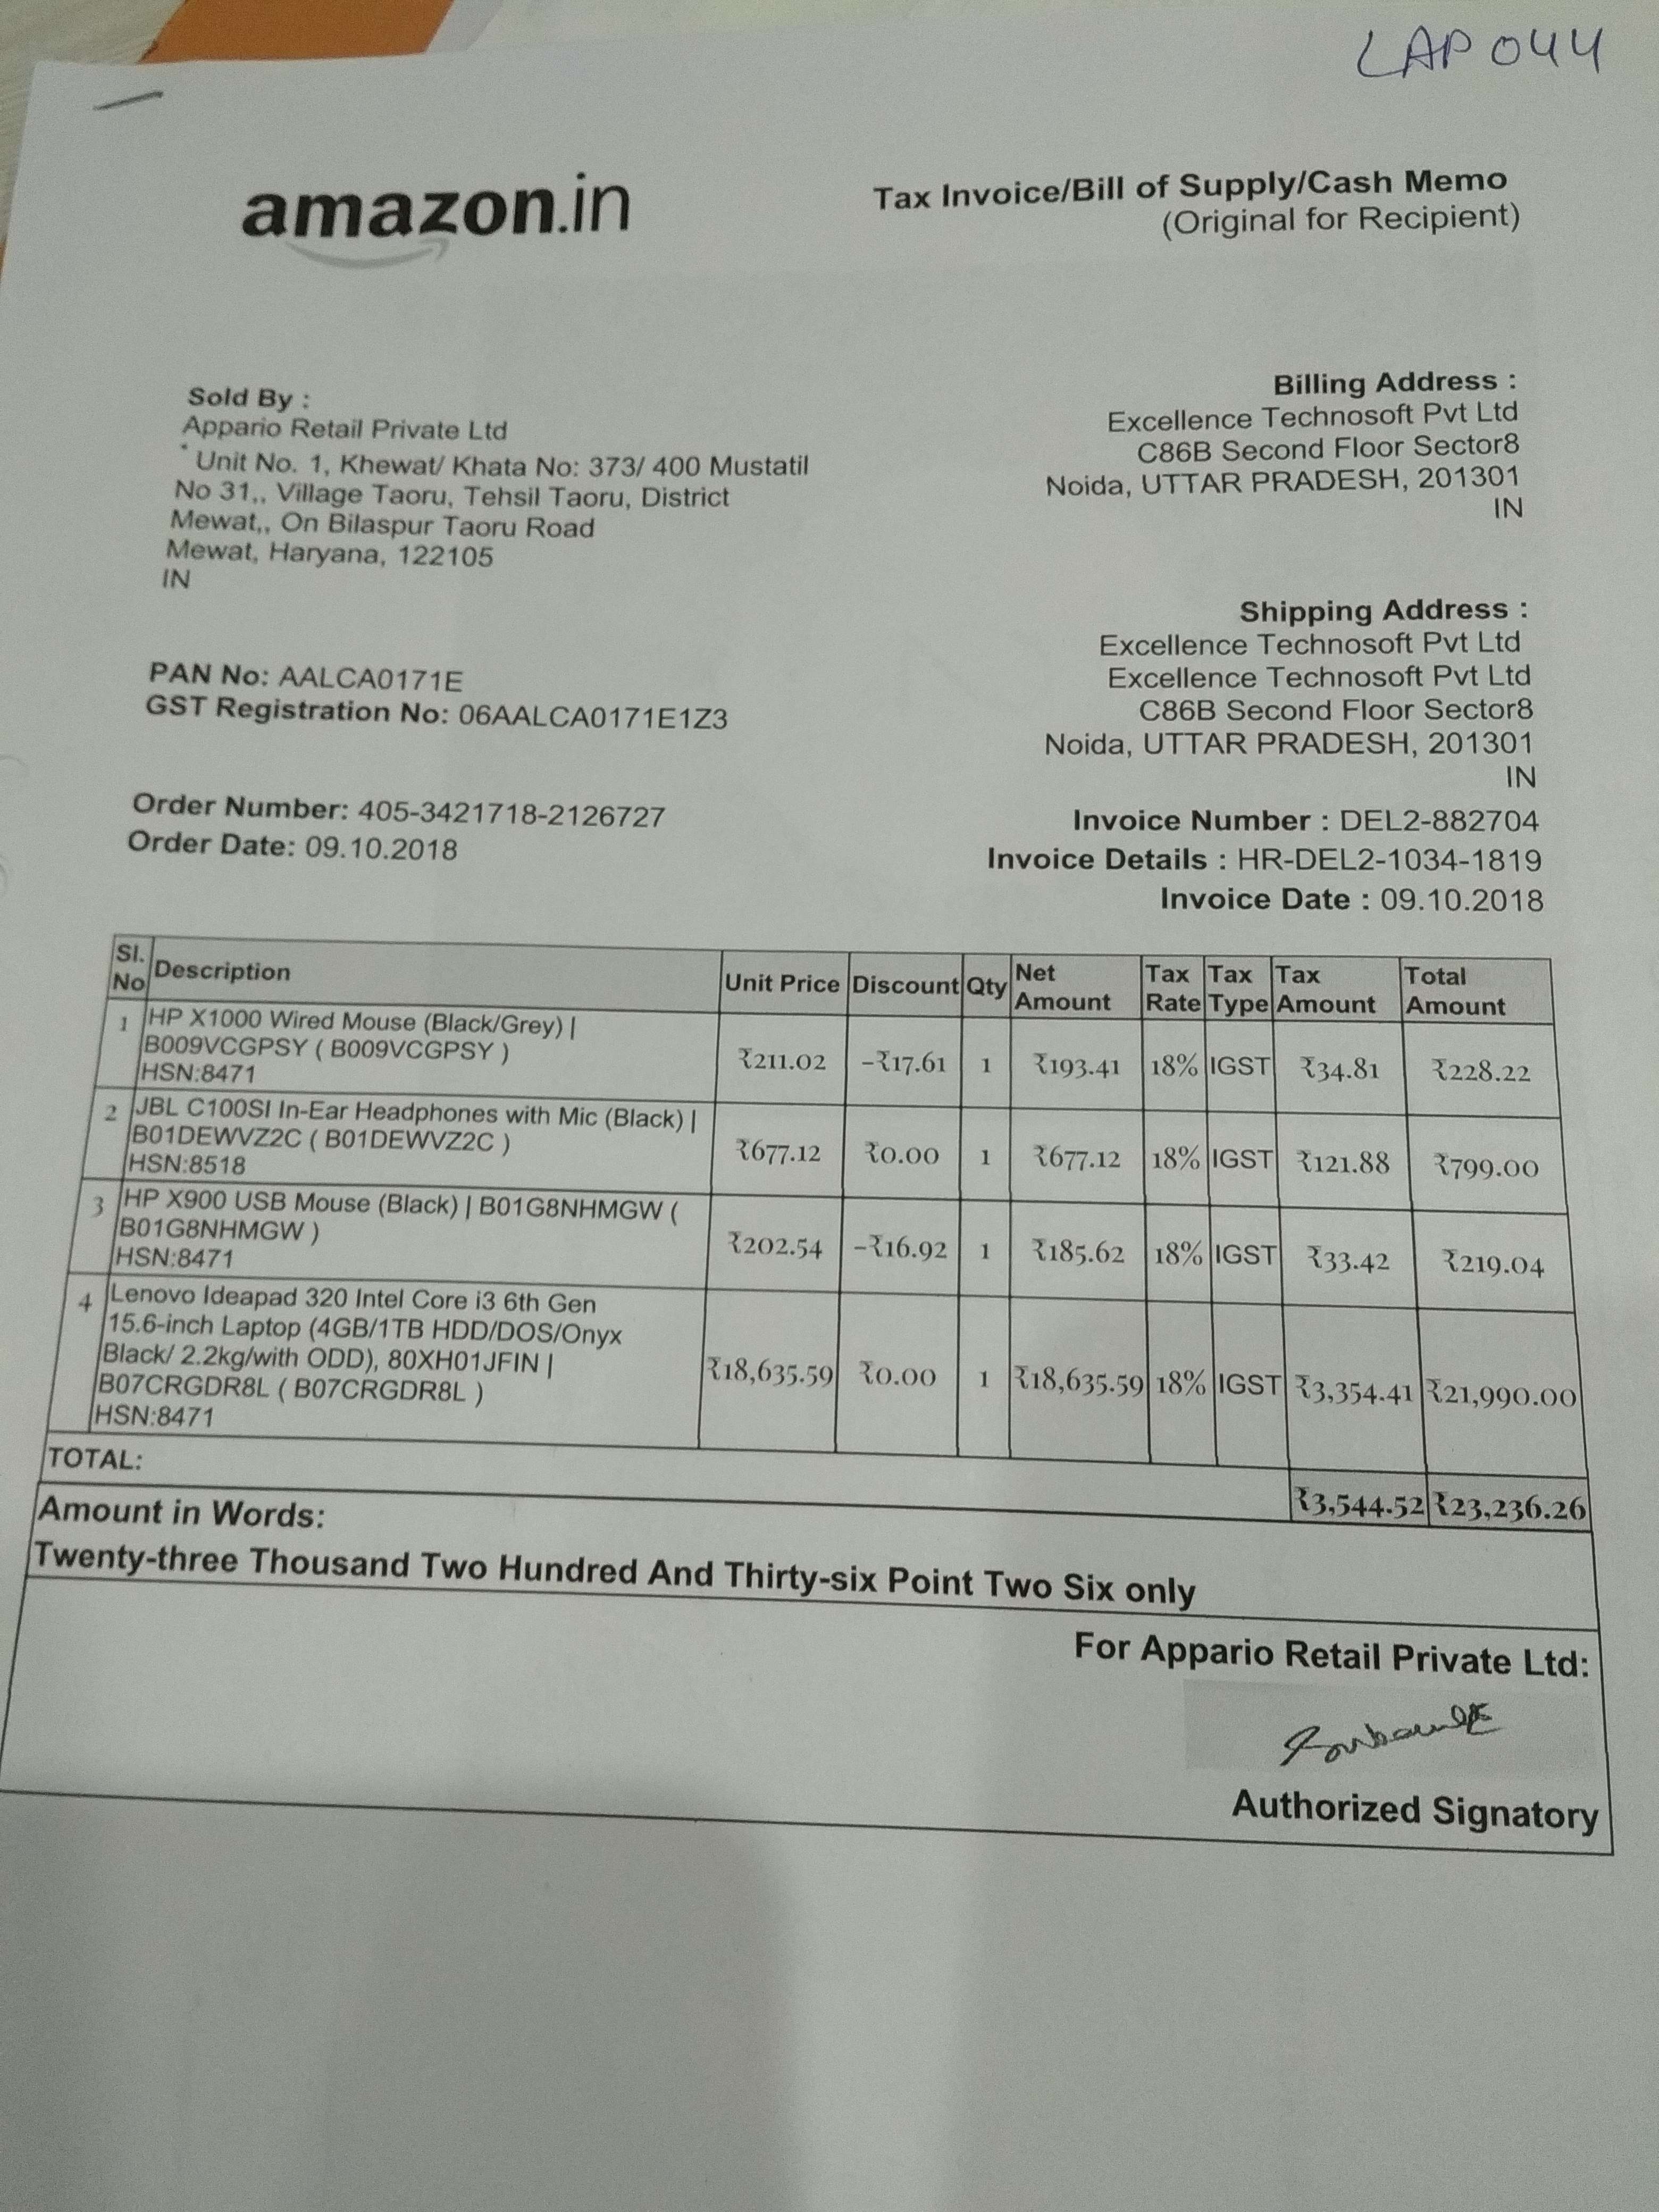 LAP 044
amazon.in
Tax Invoice/Bill of Supply/Cash Memo
(Original for Recipient)
Sold By :
Appario Retail Private Ltd
* Unit No. 1, Khewat/ Khata No: 373/ 400 Mustatil
No 31,, Village Taoru, Tehsil Taoru, District
Mewat,, On Bilaspur Taoru Road
Mewat, Haryana, 122105
IN
Billing Address :
Excellence Technosoft Pvt Ltd
C86B Second Floor Sector8
Noida, UTTAR PRADESH, 201301
IN
PAN No: AALCA0171E
GST Registration No: 06AALCA0171E1Z3
Shipping Address :
Excellence Technosoft Pvt Ltd
Excellence Technosoft Pvt Ltd
C86B Second Floor Sector8
Noida, UTTAR PRADESH, 201301
IN
Order Number: 405-3421718-2126727
Order Date: 09.10.2018
Invoice Number : DEL2-882704
Invoice Details : HR-DEL2-1034-1819
Invoice Date : 09.10.2018
Sl. No Description Unit Price Discount Qty Net Amount Tax Rate Tax Type Tax Amount Total Amount
1 HP X1000 Wired Mouse (Black/Grey) |
B009VCGPSY ( B009VCGPSY )
HSN:8471
₹211.02 -₹17.61 1 ₹193.41 18% IGST ₹34.81 ₹228.22
2 JBL C100SI In-Ear Headphones with Mic (Black) |
B01DEWVZ2C ( B01DEWVZ2C )
HSN:8518
₹677.12 ₹0.00 1 ₹677.12 18% IGST ₹121.88 ₹799.00
3 HP X900 USB Mouse (Black) | B01G8NHMGW (
B01G8NHMGW )
HSN:8471
₹202.54 -₹16.92 1 ₹185.62 18% IGST ₹33.42 ₹219.04
4 Lenovo Ideapad 320 Intel Core i3 6th Gen
15.6-inch Laptop (4GB/1TB HDD/DOS/Onyx
Black/ 2.2kg/with ODD), 80XH01JFIN |
B07CRGDR8L ( B07CRGDR8L )
HSN:8471
₹18,635.59 ₹0.00 1 ₹18,635.59 18% IGST ₹3,354.41 ₹21,990.00
TOTAL:
₹3,544.52 ₹23,236.26
Amount in Words:
Twenty-three Thousand Two Hundred And Thirty-six Point Two Six only
For Appario Retail Private Ltd:
Authorized Signatory